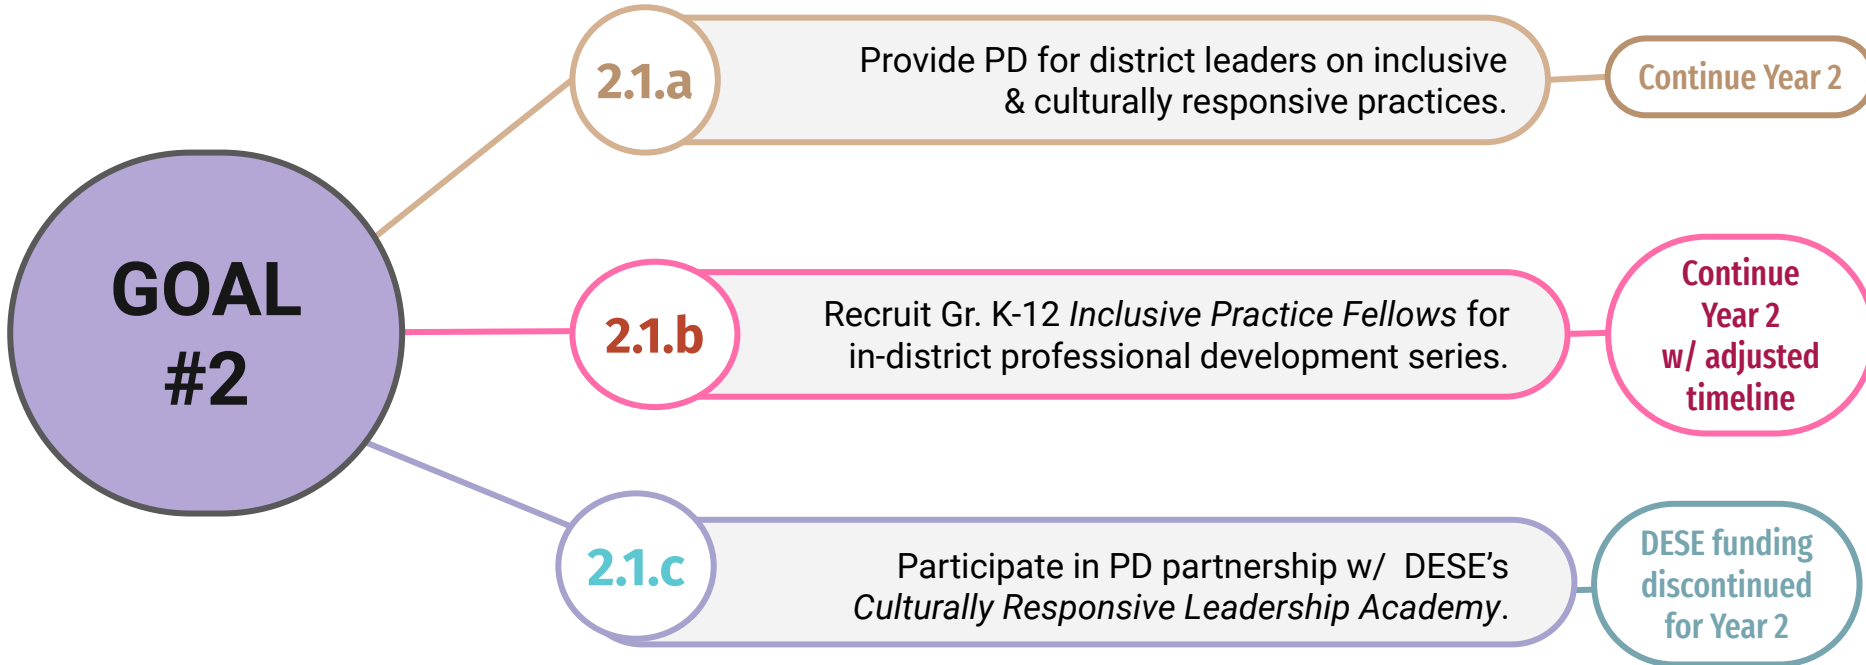 GOAL
#2
2.1.a
Provide PD for district leaders on inclusive
& culturally responsive practices.
Continue Year 2
2.1.b
Recruit Gr. K-12 Inclusive Practice Fellows for
in-district professional development series.
Continue
Year 2
w/ adjusted
timeline
2.1.c
Participate in PD partnership w/ DESE’s
Culturally Responsive Leadership Academy.
DESE funding
discontinued
for Year 2